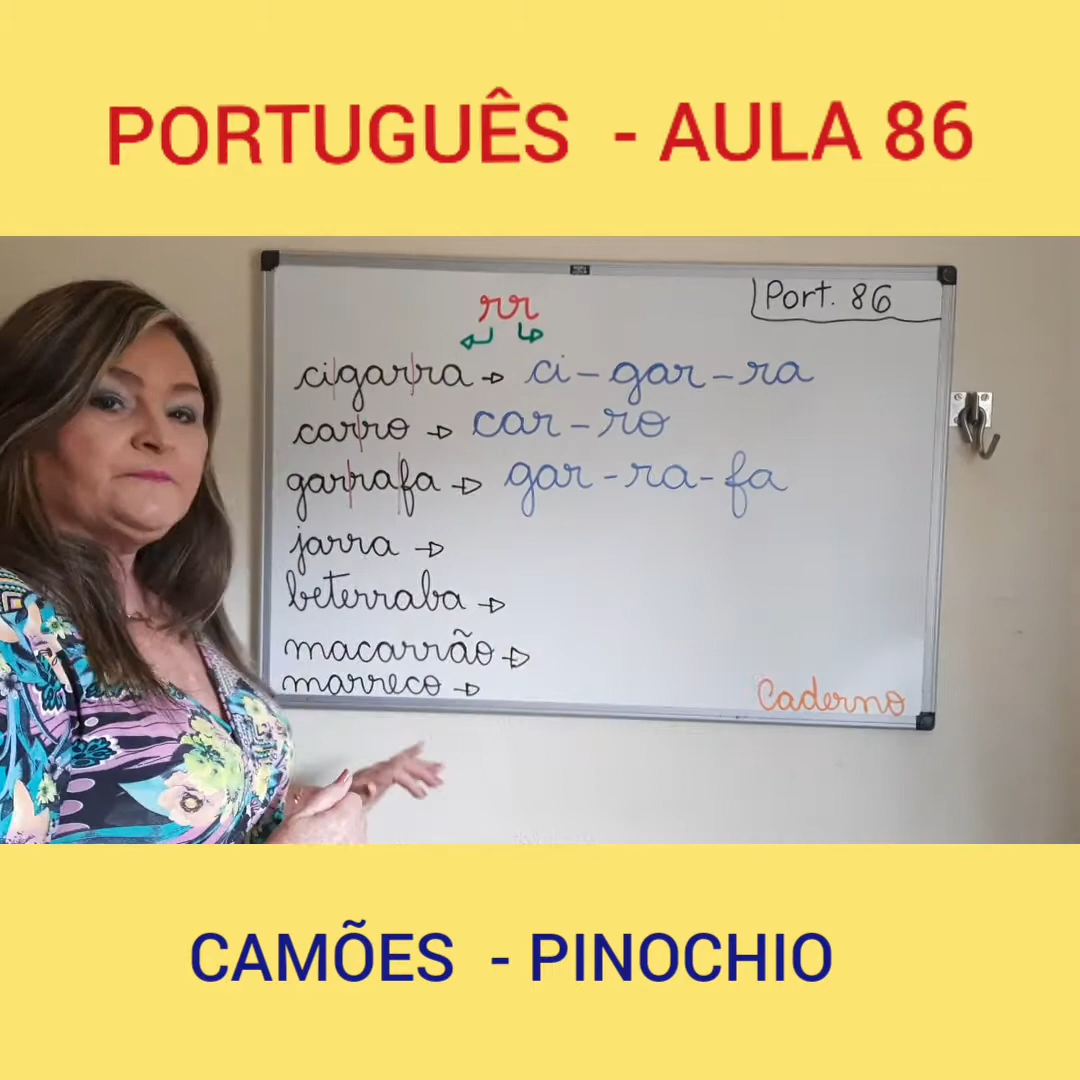 PORTUGUÊS - AULA 86
Port. 86
rr
cigarra → ci - gar - ra
carro → car - ro
garrafa → gar - ra - fa
jarra →
beterraba →
macarrão →
marreco →
Caderno
CAMÕES - PINOCHIO